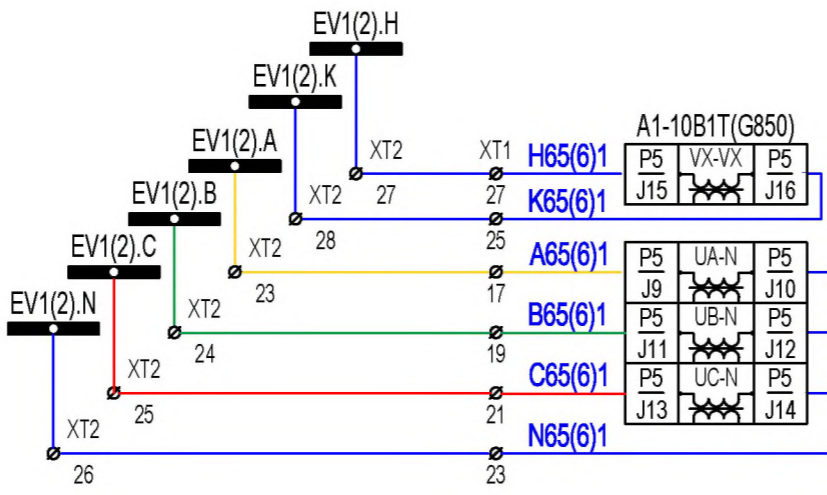 EV1(2).H
EV1(2).K
A1-10B1T(G850)
EV1(2).A
XT2
XT1
H65(6)1
P5
VX-VX
P5
J15
J16
27
27
EV1(2).B
XT2
K65(6)1
28
25
EV1(2).C
XT2
A65(6)1
P5
UA-N
P5
J9
J10
23
17
EV1(2).N
XT2
B65(6)1
P5
UB-N
P5
J11
J12
24
19
XT2
C65(6)1
P5
UC-N
P5
J13
J14
25
21
XT2
N65(6)1
26
23